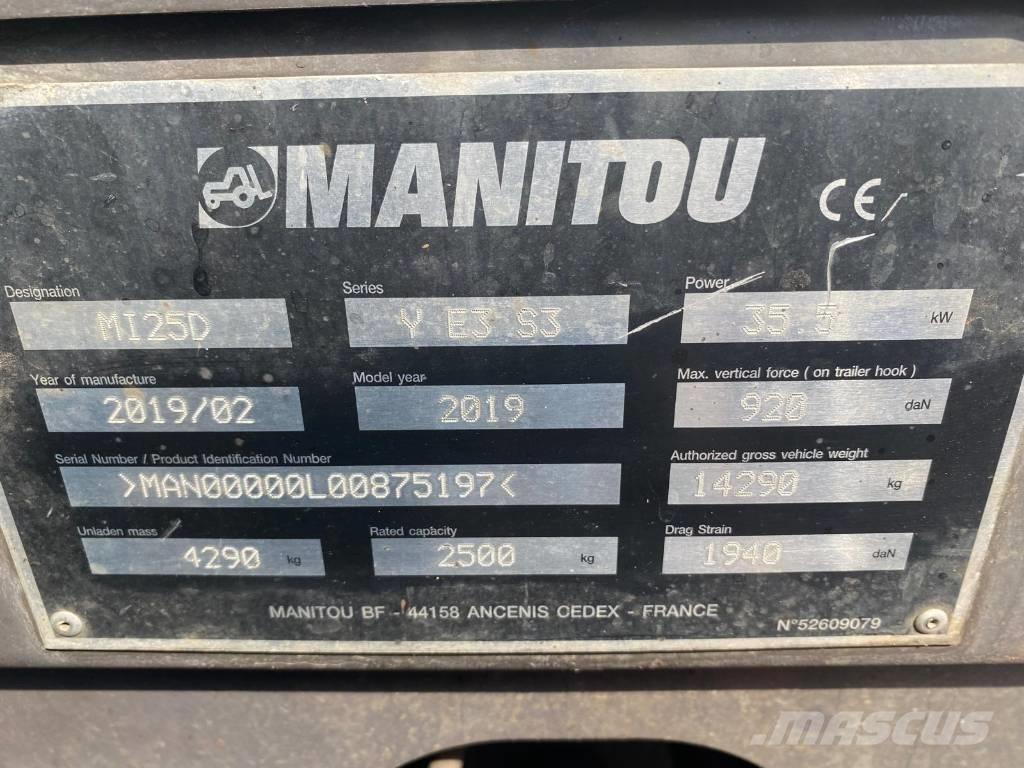 MANITOU CE
Designation Series Power
MI25D Y E3 S3 35.5 kW
Year of manufacture Model year Max. vertical force ( on trailer hook )
2019/02 2019 920 daN
Serial Number / Product Identification Number Authorized gross vehicle weight
>MAN00000L00875197< 14290 kg
Unladen mass Rated capacity Drag Strain
4290 kg 2500 kg 1940 daN
MANITOU BF - 44158 ANCENIS CEDEX - FRANCE
N°52609079
MASCUS